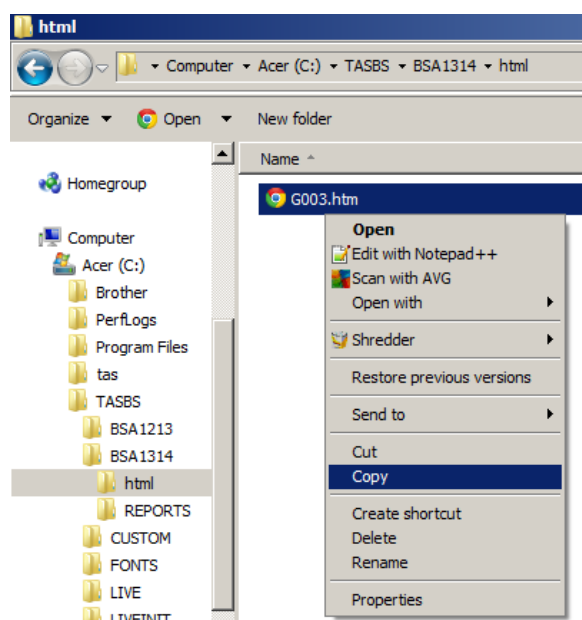 html
Computer Acer (C:) TASBS BSA1314 html
Organize Open New folder
Name
Homegroup
Computer
Acer (C:)
Brother
PerfLogs
Program Files
tas
TASBS
BSA1213
BSA1314
html
REPORTS
CUSTOM
FONTS
LIVE
LIVEINIT
G003.htm
Open
Edit with Notepad++
Scan with AVG
Open with
Shredder
Restore previous versions
Send to
Cut
Copy
Create shortcut
Delete
Rename
Properties